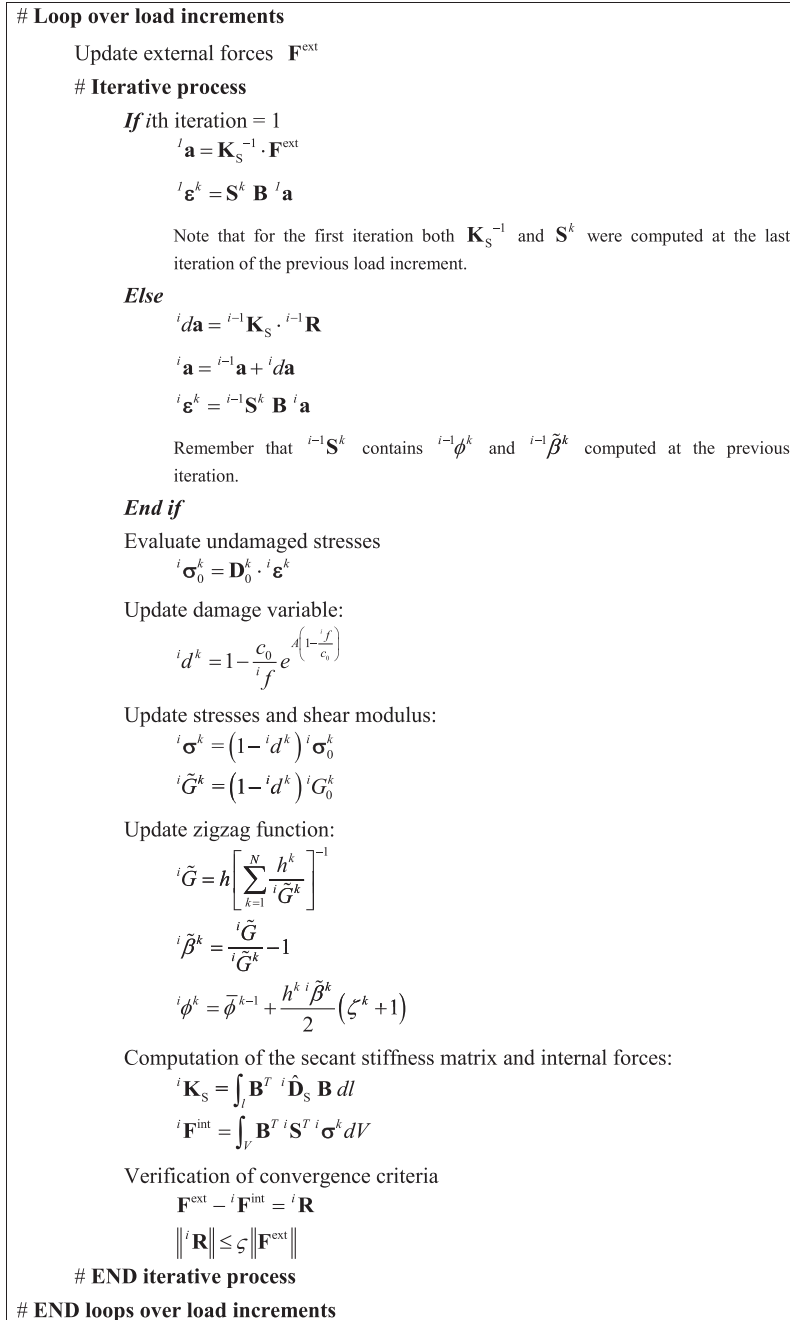 # Loop over load increments
Update external forces F^ext
# Iterative process
If ith iteration = 1
^I a = K_S^−1 · F^ext
^I ε^k = S^k B ^I a
Note that for the first iteration both K_S^−1 and S^k were computed at the last
iteration of the previous load increment.
Else
^i da = ^i−1 K_S · ^i−1 R
^i a = ^i−1 a + ^i da
^i ε^k = ^i−1 S^k B ^i a
Remember that ^i−1 S^k contains ^i−1 ϕ^k and ^i−1 β̃^k computed at the previous
iteration.
End if
Evaluate undamaged stresses
^i σ_0^k = D_0^k · ^i ε^k
Update damage variable:
^i d^k = 1 − (c_0 / ^i f) e^{A(1 − ^i f / c_0)}
Update stresses and shear modulus:
^i σ^k = (1 − ^i d^k) ^i σ_0^k
^i G̃^k = (1 − ^i d^k) ^i G_0^k
Update zigzag function:
^i G̃ = h [∑_{k=1}^{N} h^k / ^i G̃^k]^−1
^i β̃^k = ^i G̃ / ^i G̃^k − 1
^i ϕ^k = ϕ̄^k−1 + (h^k ^i β̃^k / 2) (ζ^k + 1)
Computation of the secant stiffness matrix and internal forces:
^i K_S = ∫_l B^T ^i D̂_S B dl
^i F^int = ∫_V B^T ^i S^T ^i σ^k dV
Verification of convergence criteria
F^ext − ^i F^int = ^i R
‖^i R‖ ≤ ς ‖F^ext‖
# END iterative process
# END loops over load increments